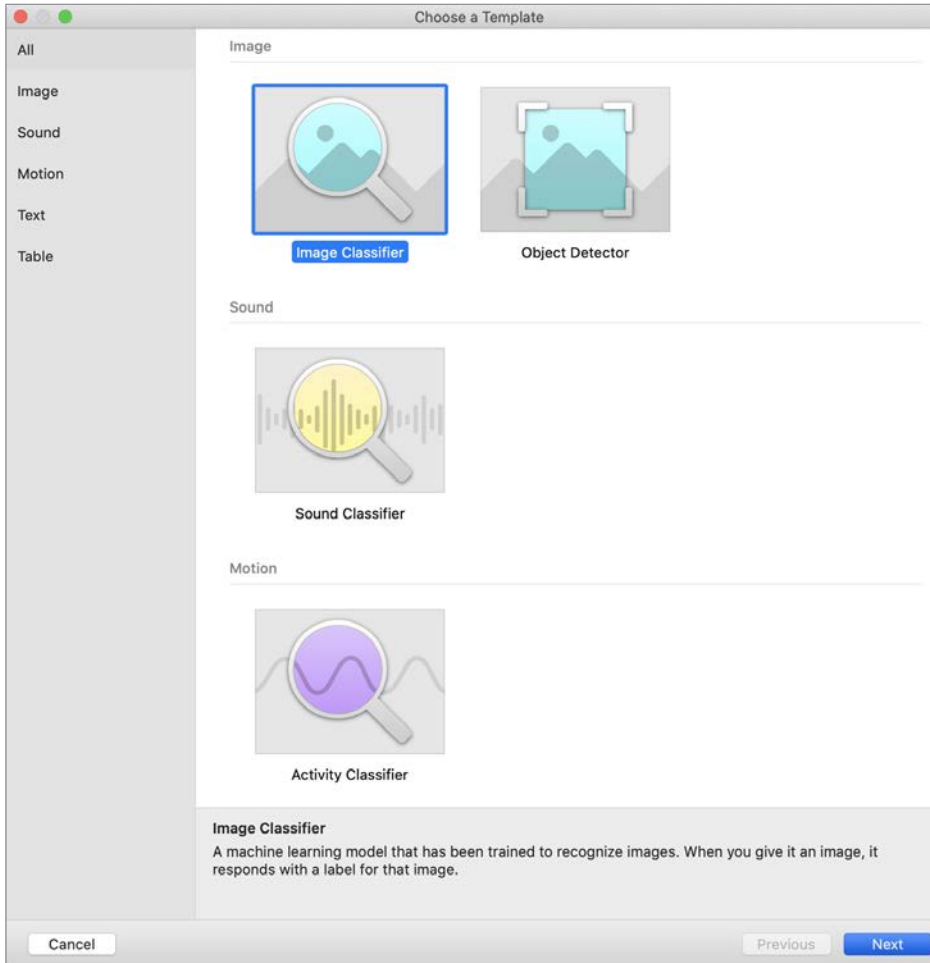 Choose a Template
All
Image
Sound
Motion
Text
Table
Image
Image Classifier
Object Detector
Sound
Sound Classifier
Motion
Activity Classifier
Image Classifier
A machine learning model that has been trained to recognize images. When you give it an image, it
responds with a label for that image.
Cancel
Previous
Next